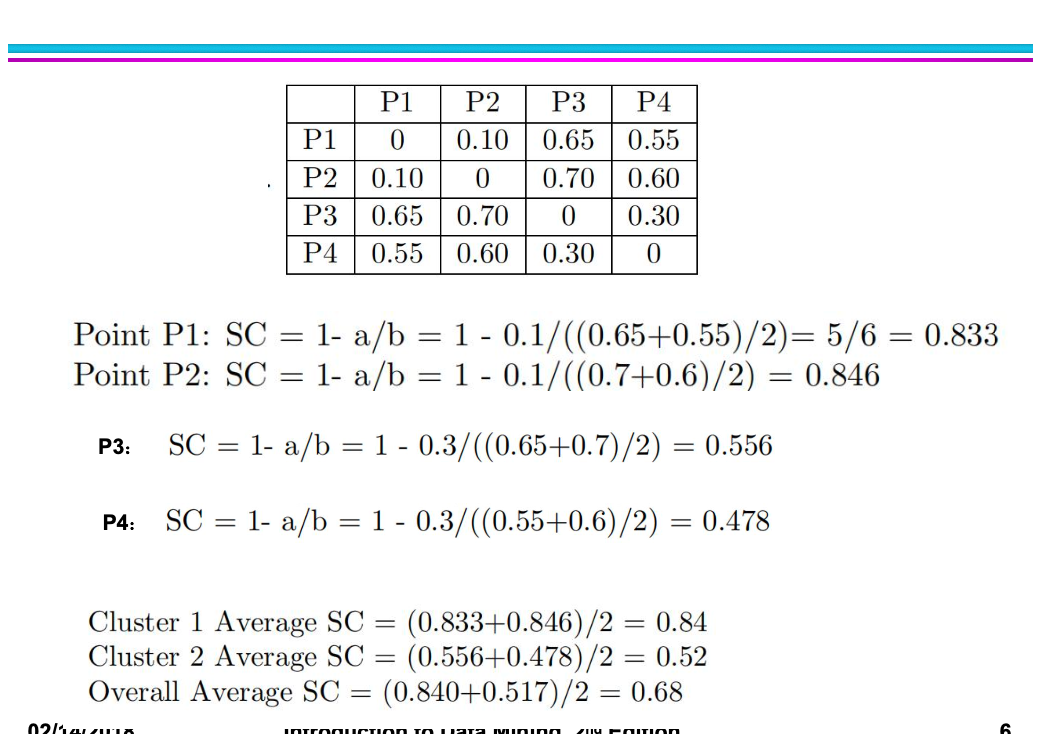 P1 P2 P3 P4
P1 0 0.10 0.65 0.55
P2 0.10 0 0.70 0.60
P3 0.65 0.70 0 0.30
P4 0.55 0.60 0.30 0
Point P1: SC = 1- a/b = 1 - 0.1/((0.65+0.55)/2)= 5/6 = 0.833
Point P2: SC = 1- a/b = 1 - 0.1/((0.7+0.6)/2) = 0.846
P3: SC = 1- a/b = 1 - 0.3/((0.65+0.7)/2) = 0.556
P4: SC = 1- a/b = 1 - 0.3/((0.55+0.6)/2) = 0.478
Cluster 1 Average SC = (0.833+0.846)/2 = 0.84
Cluster 2 Average SC = (0.556+0.478)/2 = 0.52
Overall Average SC = (0.840+0.517)/2 = 0.68
02/14/2018 Introduction to Data Mining, 2nd Edition 6